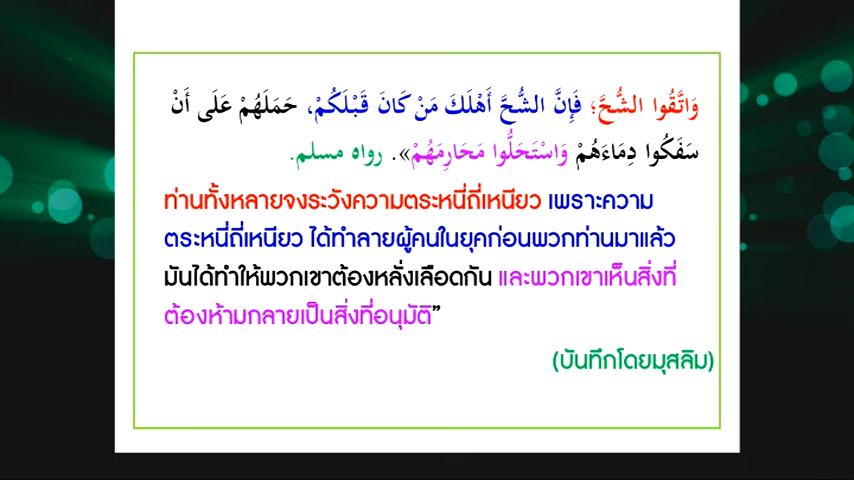 وَاتَّقُوا الشُّحَّ؛ فَإِنَّ الشُّحَّ أَهْلَكَ مَنْ كَانَ قَبْلَكُمْ، حَمَلَهُمْ عَلَى أَنْ
سَفَكُوا دِمَاءَهُمْ وَاسْتَحَلُّوا مَحَارِمَهُمْ». رواه مسلم.
ท่านทั้งหลายจงระวังความตระหนี่ถี่เหนียว เพราะความ
ตระหนี่ถี่เหนียว ได้ทำลายผู้คนในยุคก่อนพวกท่านมาแล้ว
มันได้ทำให้พวกเขาต้องหลั่งเลือดกัน และพวกเขาเห็นสิ่งที่
ต้องห้ามกลายเป็นสิ่งที่อนุมัติ”
(บันทึกโดยมุสลิม)